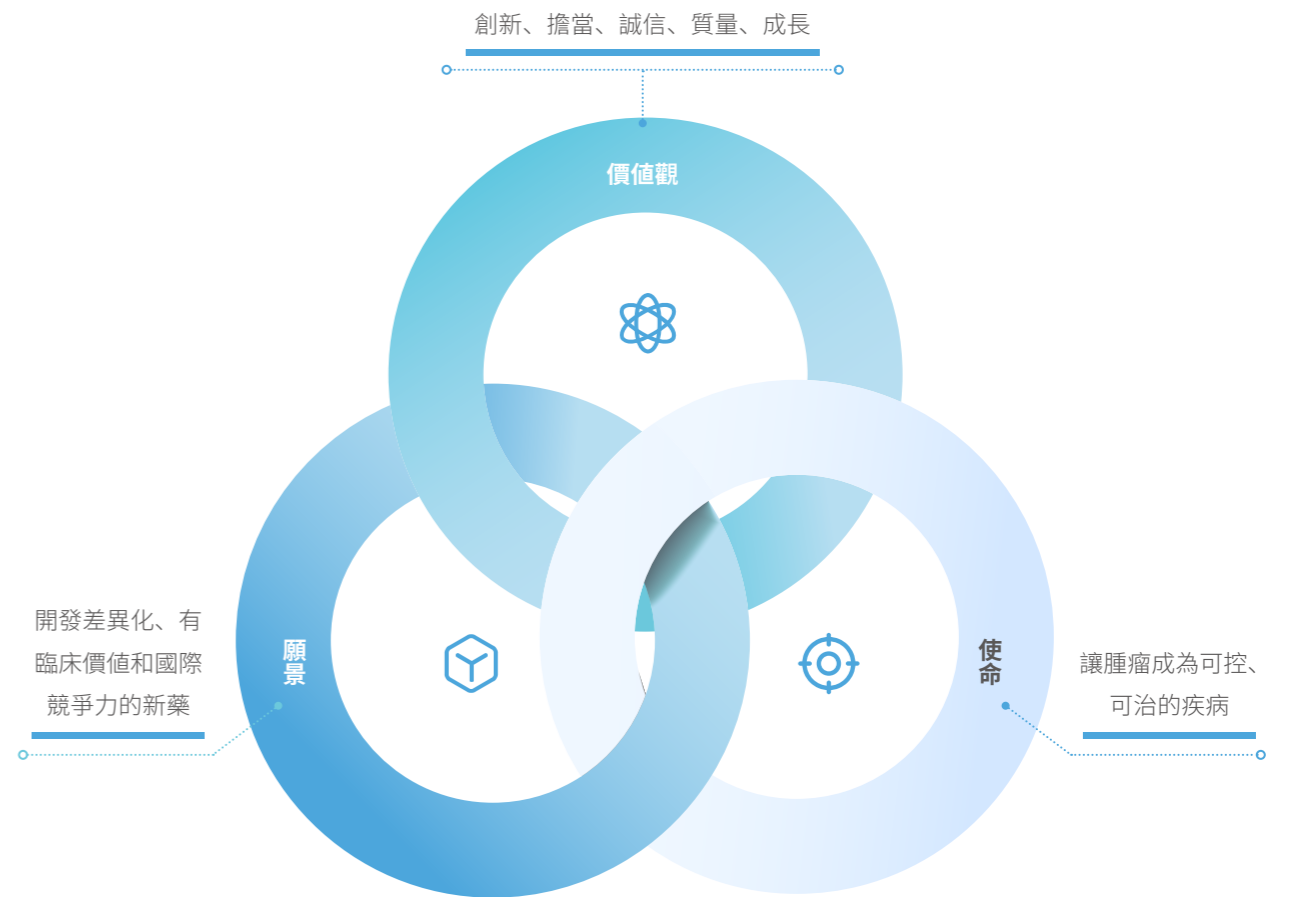 創新、擔當、誠信、質量、成長
價值觀
願景
開發差異化、有
臨床價值和國際
競爭力的新藥
使命
讓腫瘤成為可控、
可治的疾病